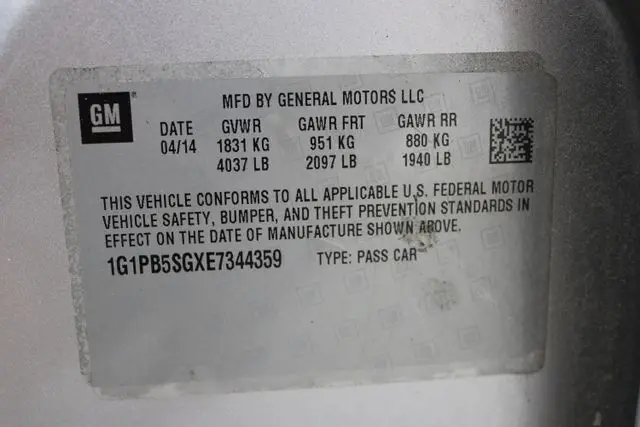 GM
MFD BY GENERAL MOTORS LLC
DATE GVWR GAWR FRT GAWR RR
04/14 1831 KG 951 KG 880 KG
4037 LB 2097 LB 1940 LB
THIS VEHICLE CONFORMS TO ALL APPLICABLE U.S. FEDERAL MOTOR
VEHICLE SAFETY, BUMPER, AND THEFT PREVENTION STANDARDS IN
EFFECT ON THE DATE OF MANUFACTURE SHOWN ABOVE.
1G1PB5SGXE7344359 TYPE: PASS CAR